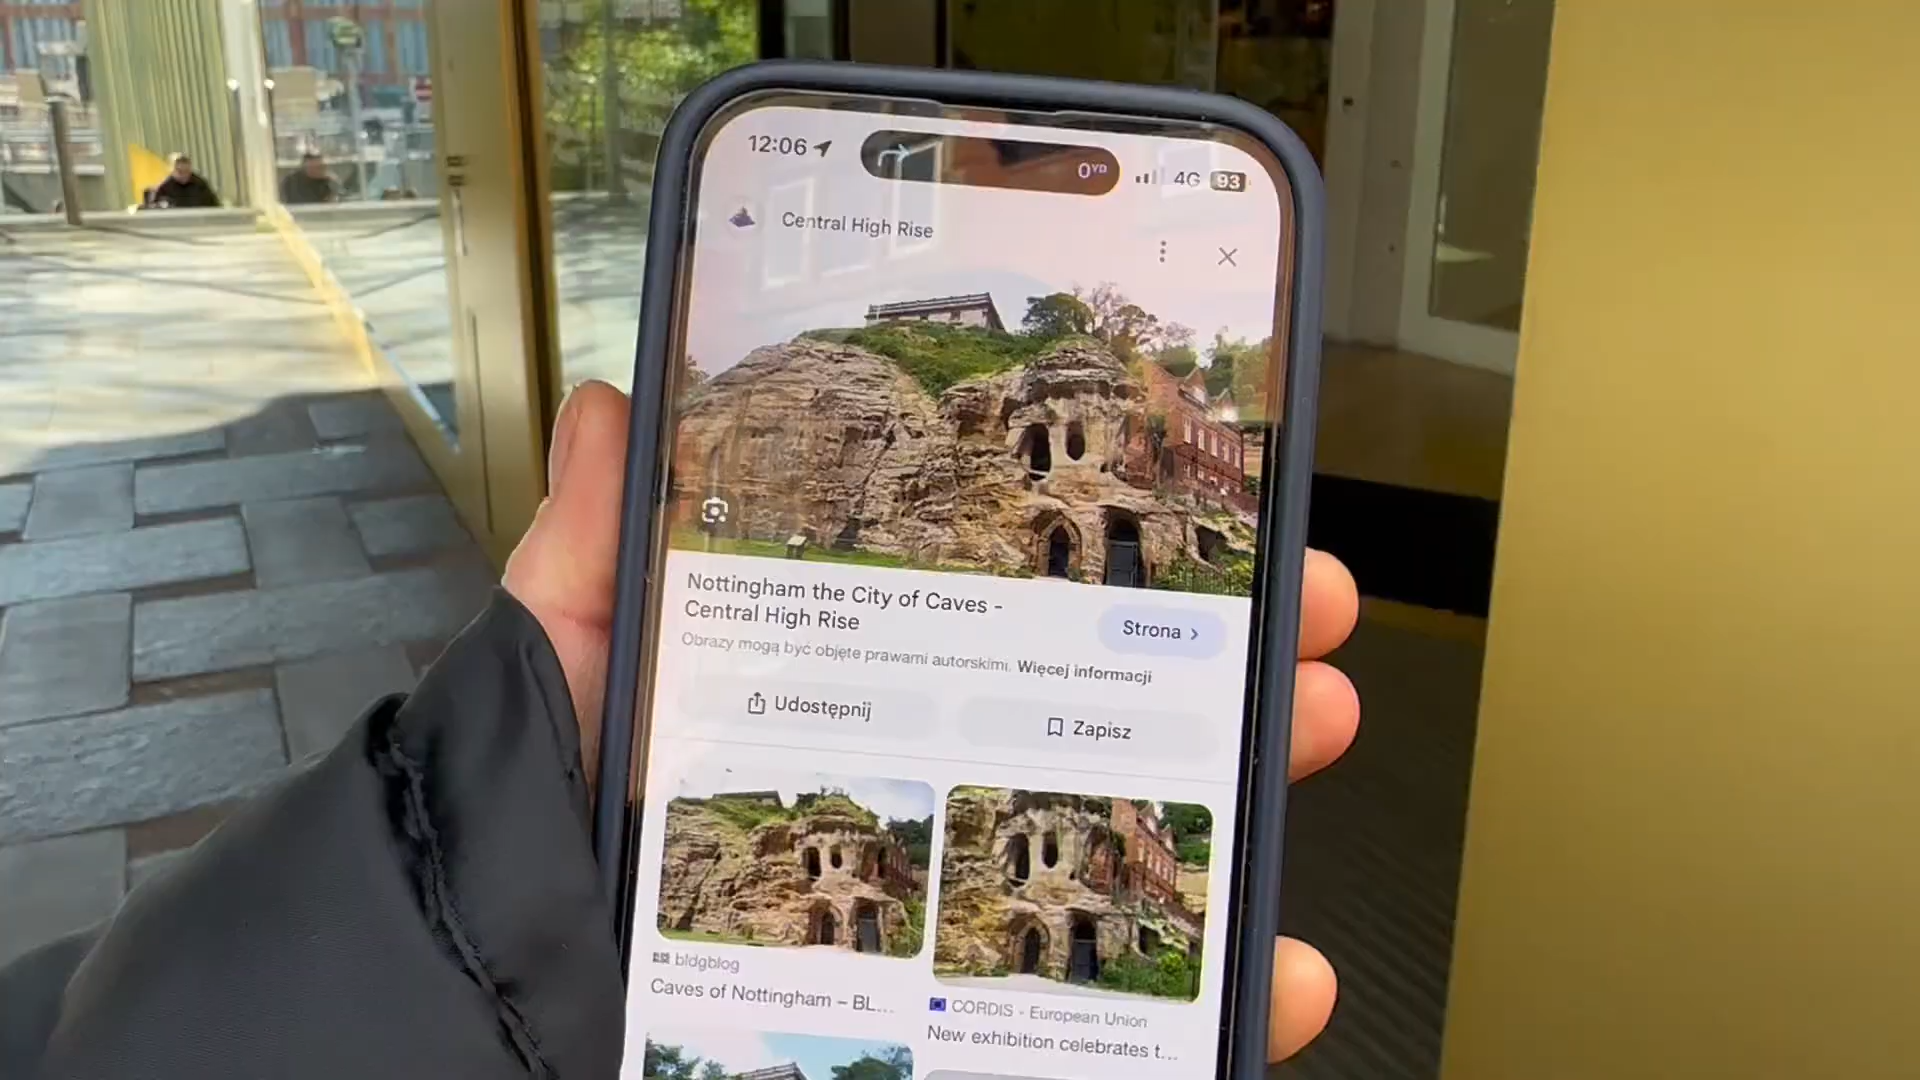 12:06
0YD
4G 93
Central High Rise
Nottingham the City of Caves -
Central High Rise
Strona >
Obrazy mogą być objęte prawami autorskimi. Więcej informacji
Udostępnij
Zapisz
bldgblog
Caves of Nottingham – BL...
CORDIS - European Union
New exhibition celebrates t...